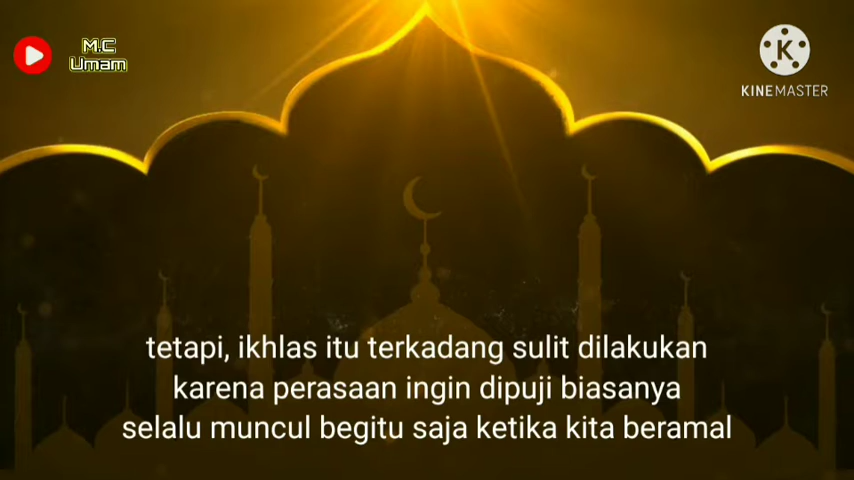 M.C
Umam
KINEMASTER
tetapi, ikhlas itu terkadang sulit dilakukan
karena perasaan ingin dipuji biasanya
selalu muncul begitu saja ketika kita beramal